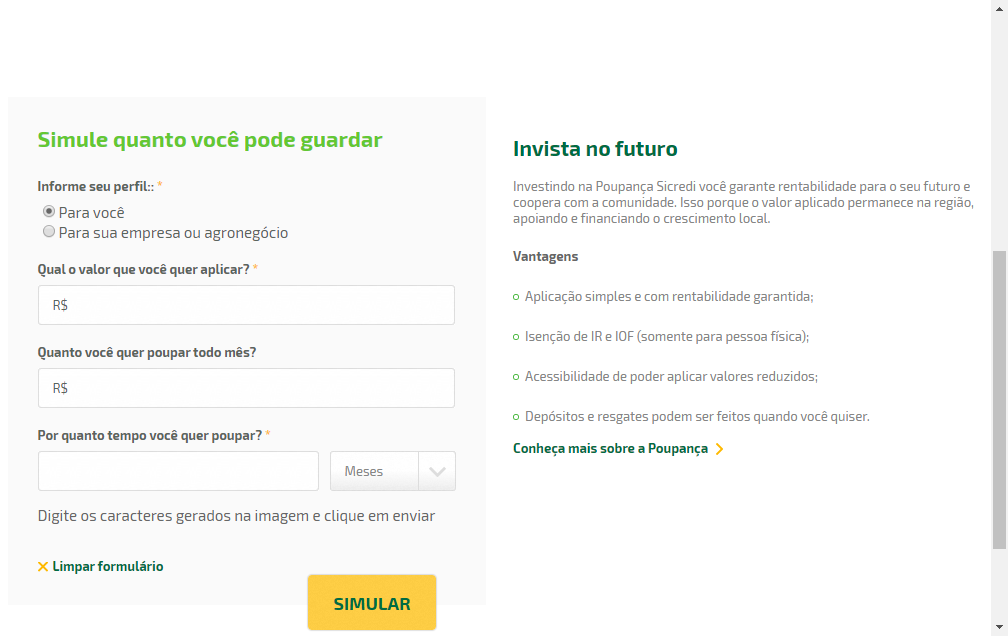 Simule quanto você pode guardar
Informe seu perfil:: *
Para você
Para sua empresa ou agronegócio
Qual o valor que você quer aplicar? *
R$
Quanto você quer poupar todo mês?
R$
Por quanto tempo você quer poupar? *
Meses
Digite os caracteres gerados na imagem e clique em enviar
Limpar formulário
SIMULAR
Invista no futuro
Investindo na Poupança Sicredi você garante rentabilidade para o seu futuro e
coopera com a comunidade. Isso porque o valor aplicado permanece na região,
apoiando e financiando o crescimento local.
Vantagens
Aplicação simples e com rentabilidade garantida;
Isenção de IR e IOF (somente para pessoa física);
Acessibilidade de poder aplicar valores reduzidos;
Depósitos e resgates podem ser feitos quando você quiser.
Conheça mais sobre a Poupança